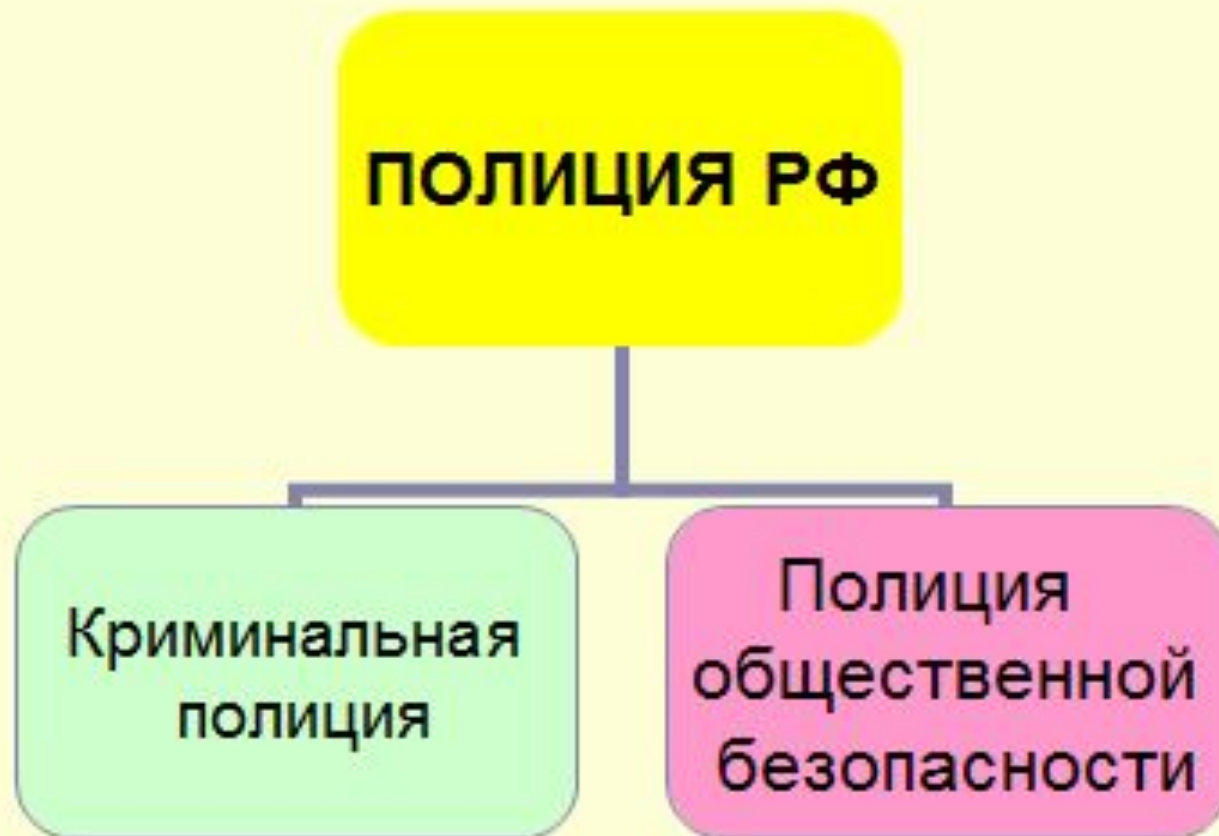 ПОЛИЦИЯ РФ
Криминальная
полиция
Полиция
общественной
безопасности